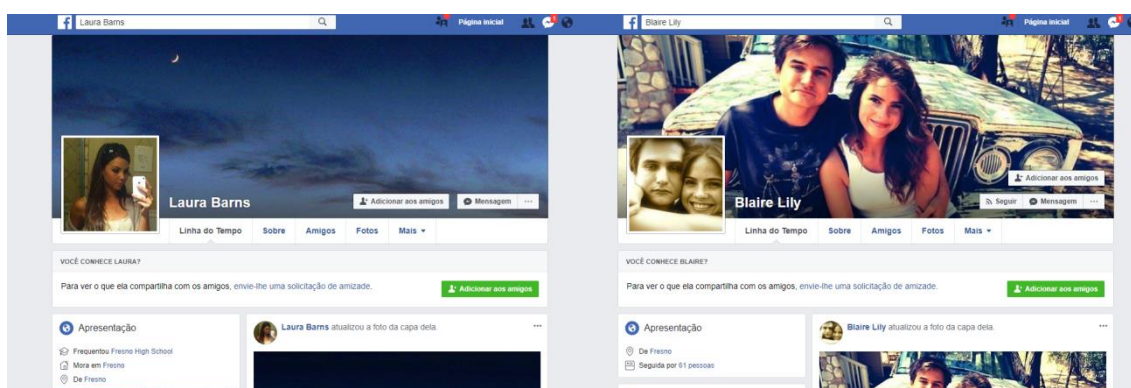 Laura Barns
Página inicial
Laura Barns
Adicionar aos amigos
Mensagem
Linha do Tempo Sobre Amigos Fotos Mais
VOCÊ CONHECE LAURA?
Para ver o que ela compartilha com os amigos, envie-lhe uma solicitação de amizade.
Adicionar aos amigos
Apresentação
Frequentou Fresno High School
Mora em Fresno
De Fresno
Laura Barns atualizou a foto da capa dela.
Blaire Lily
Página inicial
Adicionar aos amigos
Blaire Lily
Seguir
Mensagem
Linha do Tempo Sobre Amigos Fotos Mais
VOCÊ CONHECE BLAIRE?
Para ver o que ela compartilha com os amigos, envie-lhe uma solicitação de amizade.
Adicionar aos amigos
Apresentação
De Fresno
Seguida por 61 pessoas
Blaire Lily atualizou a foto da capa dela.